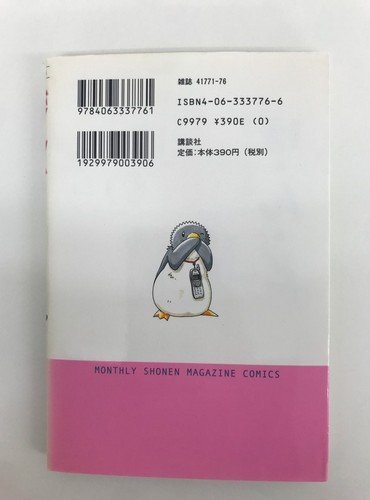 雑誌 41771-76
9784063337761
ISBN4-06-333776-6
C9979 ¥390E (0)
講談社
定価:本体390円(税別)
1929979003906
MONTHLY SHONEN MAGAZINE COMICS